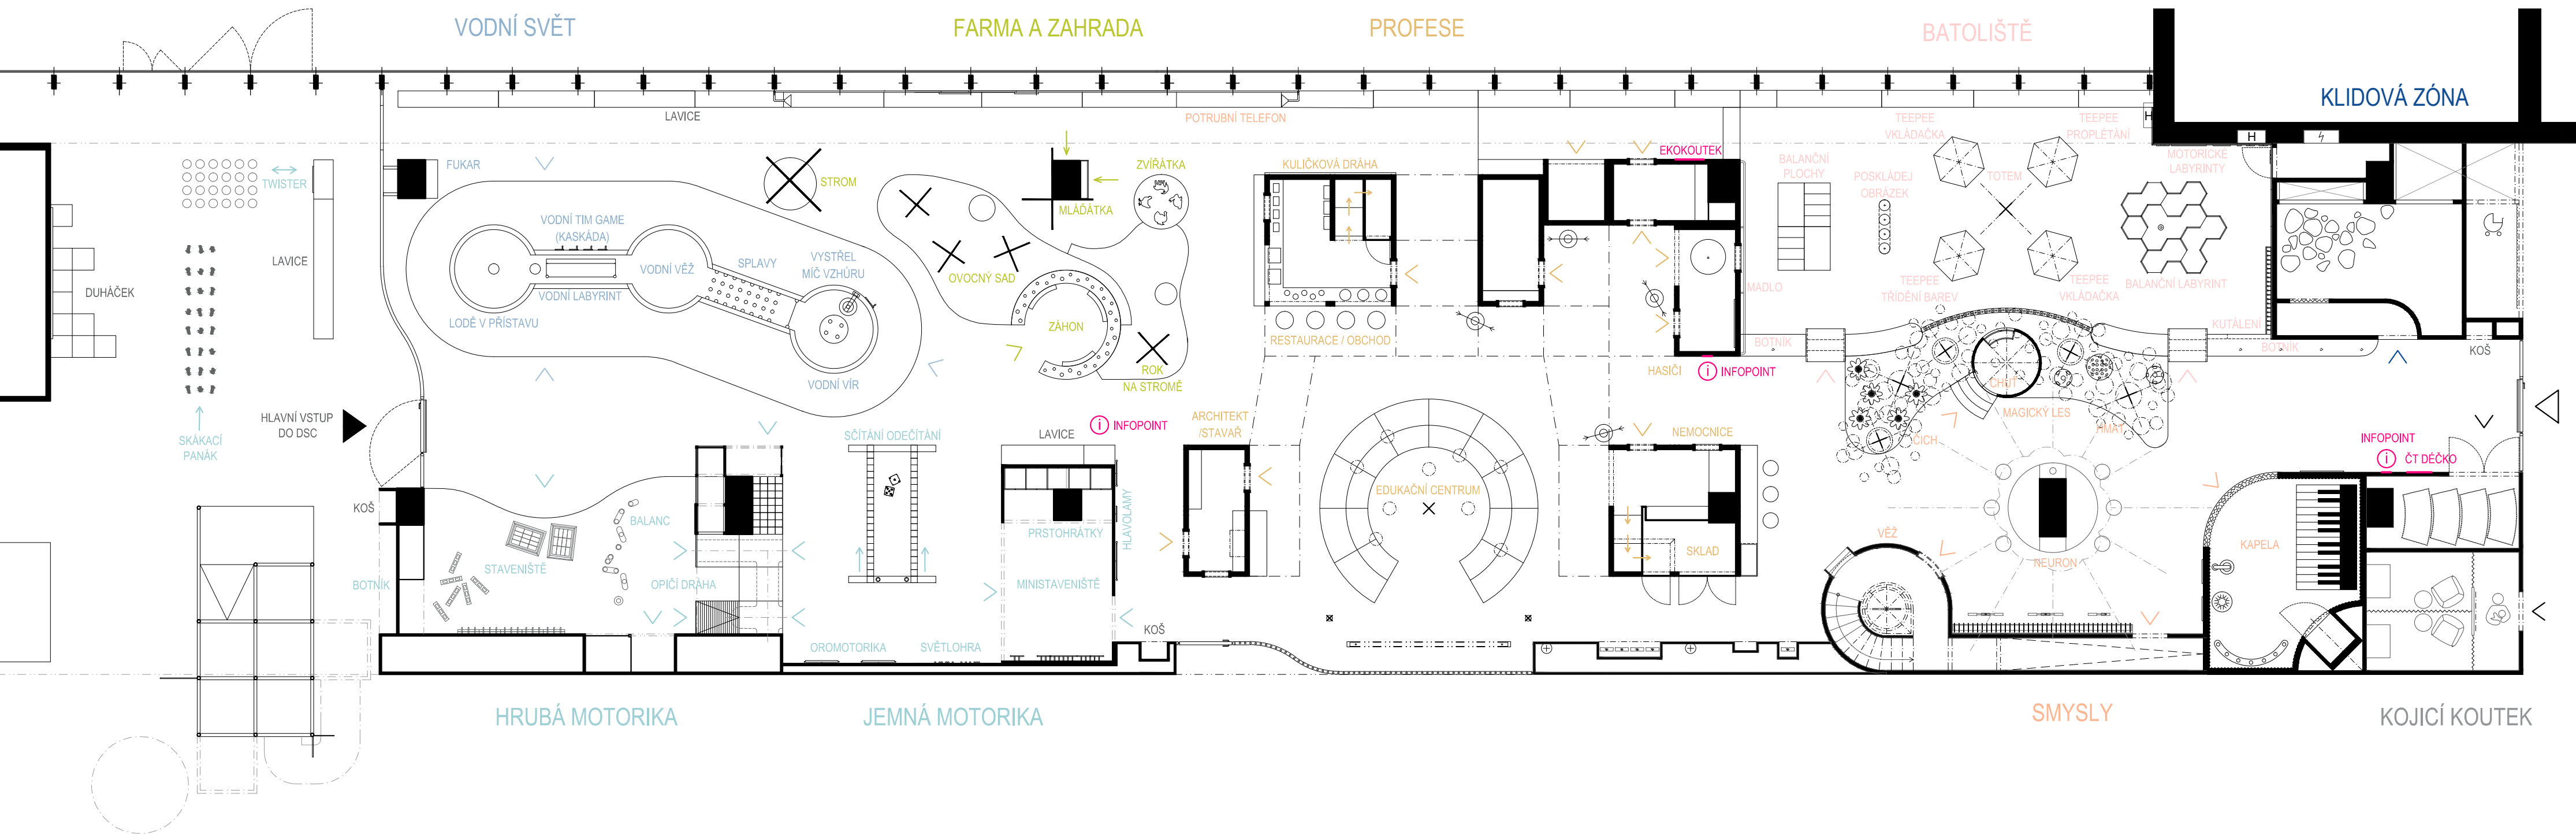 VODNÍ SVĚT
FARMA A ZAHRADA
PROFESE
BATOLIŠTĚ
KLIDOVÁ ZÓNA
LAVICE
POTRUBNÍ TELEFON
TEEPEE
VKLÁDAČKA
TEEPEE
PROPLÉTÁNÍ
H
H
TWISTER
FUKAR
STROM
MLÁĎÁTKA
ZVÍŘÁTKA
KULIČKOVÁ DRÁHA
EKOKOUTEK
BALANČNÍ
PLOCHY
POSKLÁDEJ
OBRÁZEK
TOTEM
MOTORICKÉ
LABYRINTY
VODNÍ TIM GAME
(KASKÁDA)
LAVICE
VODNÍ VĚŽ
SPLAVY
VYSTŘEL
MÍČ VZHŮRU
OVOCNÝ SAD
DUHÁČEK
VODNÍ LABYRINT
LODĚ V PŘÍSTAVU
ZÁHON
MADLO
TEEPEE
TŘÍDĚNÍ BAREV
TEEPEE
VKLÁDAČKA
BALANČNÍ LABYRINT
KUTÁLENÍ
RESTAURACE / OBCHOD
BOTNÍK
BOTNÍK
KOŠ
VODNÍ VÍR
ROK
NA STROMĚ
HASIČI
i INFOPOINT
CHUŤ
HLAVNÍ VSTUP
DO DSC
SKÁKACÍ
PANÁK
SČÍTÁNÍ ODEČÍTÁNÍ
LAVICE
i INFOPOINT
ARCHITEKT
/STAVAŘ
NEMOCNICE
MAGICKÝ LES
ČICH
HMAT
INFOPOINT
i ČT DÉČKO
EDUKAČNÍ CENTRUM
KOŠ
BALANC
PRSTOHRÁTKY
HLAVOLAMY
VĚŽ
KAPELA
SKLAD
STAVENIŠTĚ
BOTNÍK
OPIČÍ DRÁHA
MINISTAVENIŠTĚ
NEURON
KOŠ
OROMOTORIKA
SVĚTLOHRA
HRUBÁ MOTORIKA
JEMNÁ MOTORIKA
SMYSLY
KOJICÍ KOUTEK